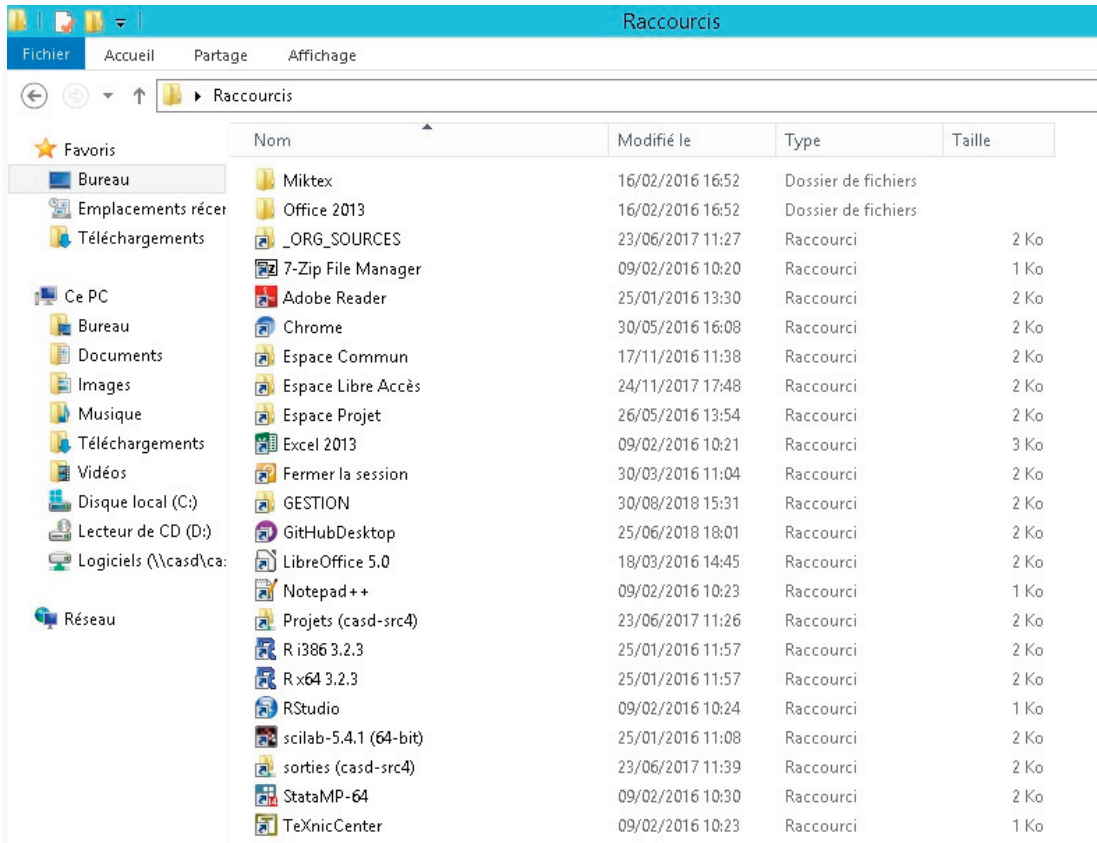 Raccourcis
Fichier Accueil Partage Affichage
Raccourcis
Favoris
Bureau
Emplacements récer
Téléchargements
Ce PC
Bureau
Documents
Images
Musique
Téléchargements
Vidéos
Disque local (C:)
Lecteur de CD (D:)
Logiciels (\\casd\ca:
Réseau
Nom Modifié le Type Taille
Miktex 16/02/2016 16:52 Dossier de fichiers
Office 2013 16/02/2016 16:52 Dossier de fichiers
_ORG_SOURCES 23/06/2017 11:27 Raccourci 2 Ko
7-Zip File Manager 09/02/2016 10:20 Raccourci 1 Ko
Adobe Reader 25/01/2016 13:30 Raccourci 2 Ko
Chrome 30/05/2016 16:08 Raccourci 2 Ko
Espace Commun 17/11/2016 11:38 Raccourci 2 Ko
Espace Libre Accès 24/11/2017 17:48 Raccourci 2 Ko
Espace Projet 26/05/2016 13:54 Raccourci 2 Ko
Excel 2013 09/02/2016 10:21 Raccourci 3 Ko
Fermer la session 30/03/2016 11:04 Raccourci 2 Ko
GESTION 30/08/2018 15:31 Raccourci 2 Ko
GitHubDesktop 25/06/2018 18:01 Raccourci 2 Ko
LibreOffice 5.0 18/03/2016 14:45 Raccourci 2 Ko
Notepad++ 09/02/2016 10:23 Raccourci 1 Ko
Projets (casd-src4) 23/06/2017 11:26 Raccourci 2 Ko
R i386 3.2.3 25/01/2016 11:57 Raccourci 2 Ko
R x64 3.2.3 25/01/2016 11:57 Raccourci 2 Ko
RStudio 09/02/2016 10:24 Raccourci 1 Ko
scilab-5.4.1 (64-bit) 25/01/2016 11:08 Raccourci 2 Ko
sorties (casd-src4) 23/06/2017 11:39 Raccourci 2 Ko
StataMP-64 09/02/2016 10:30 Raccourci 2 Ko
TeXnicCenter 09/02/2016 10:23 Raccourci 1 Ko